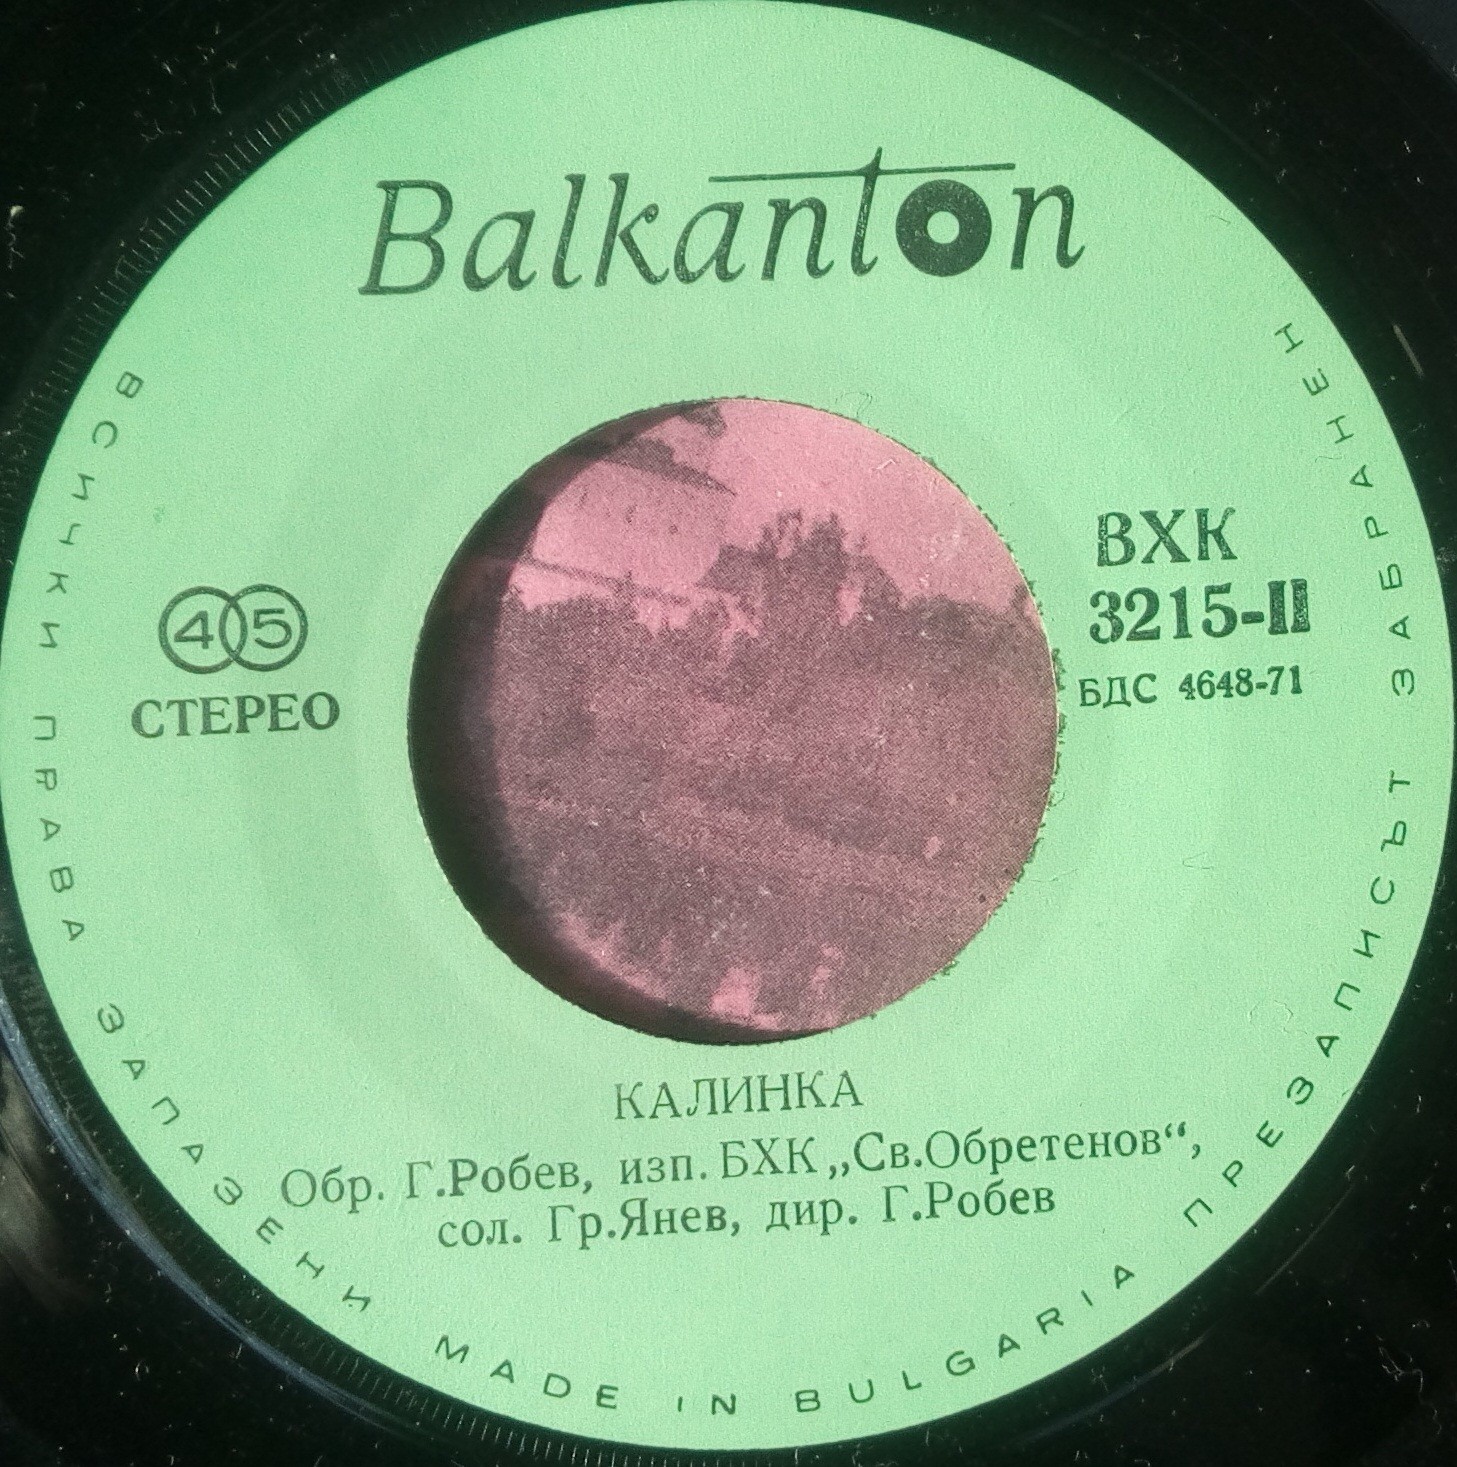 Balkanton
45
СТЕРЕО
ВХК
3215-II
БДС 4648-71
КАЛИНКА
Обр. Г.Робев, изп. БХК „Св.Обретенов“,
сол. Гр.Янев, дир. Г.Робев
ВСИЧКИ ПРАВА ЗАПАЗЕНИ MADE IN BULGARIA ПРЕЗАПИСЪТ ЗАБРАНЕН